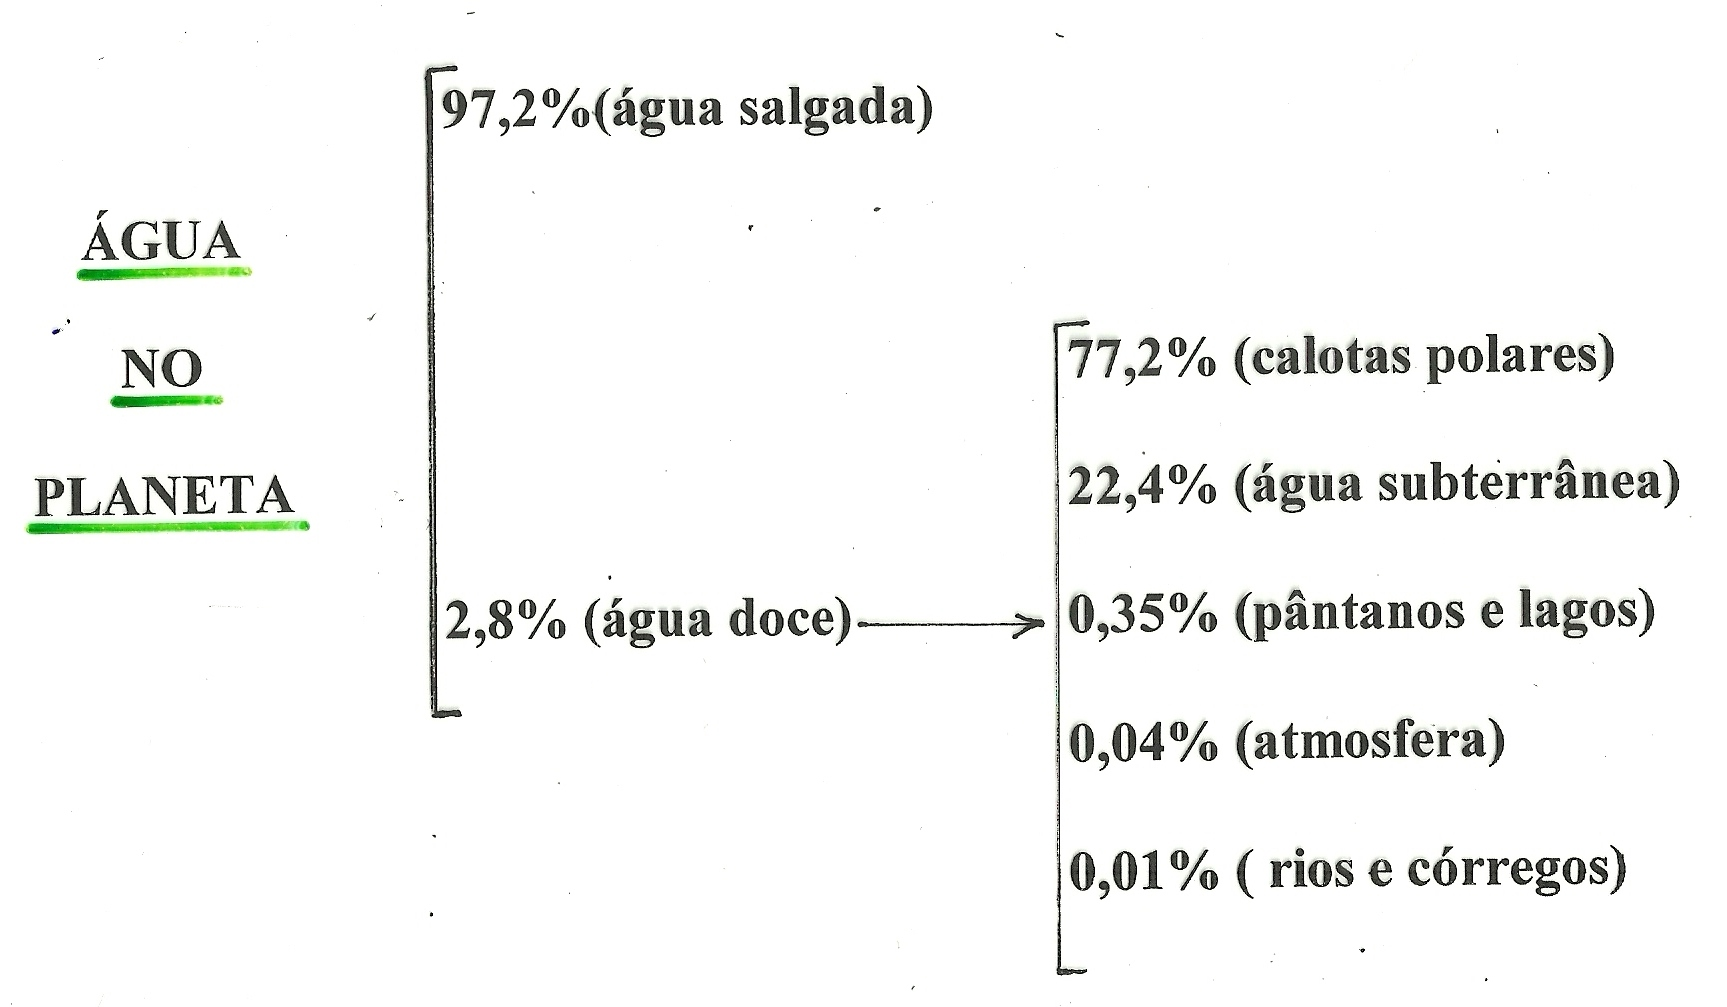 ÁGUA
NO
PLANETA
97,2%(água salgada)
2,8% (água doce)
77,2% (calotas polares)
22,4% (água subterrânea)
0,35% (pântanos e lagos)
0,04% (atmosfera)
0,01% ( rios e córregos)